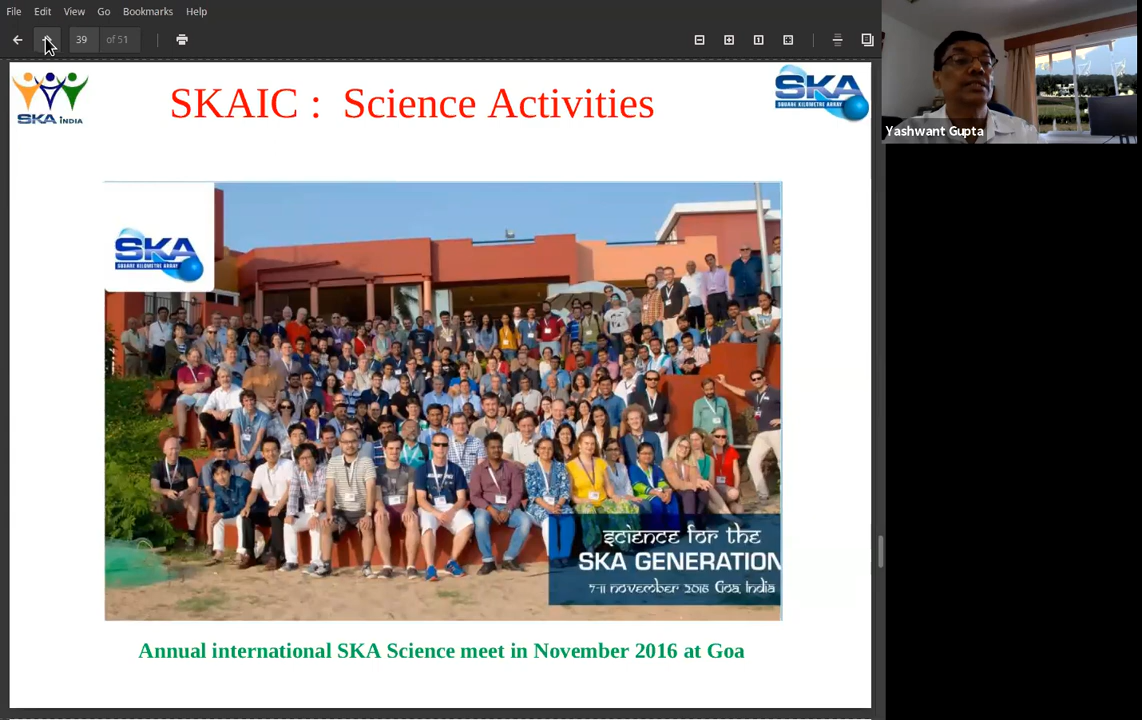 File Edit View Go Bookmarks Help
39 of 51
SKA INDIA
SKAIC : Science Activities
SKA
SQUARE KILOMETRE ARRAY
Yashwant Gupta
SKA
SQUARE KILOMETRE ARRAY
science for the
SKA GENERATION
7-11 november 2016 Goa, India
Annual international SKA Science meet in November 2016 at Goa